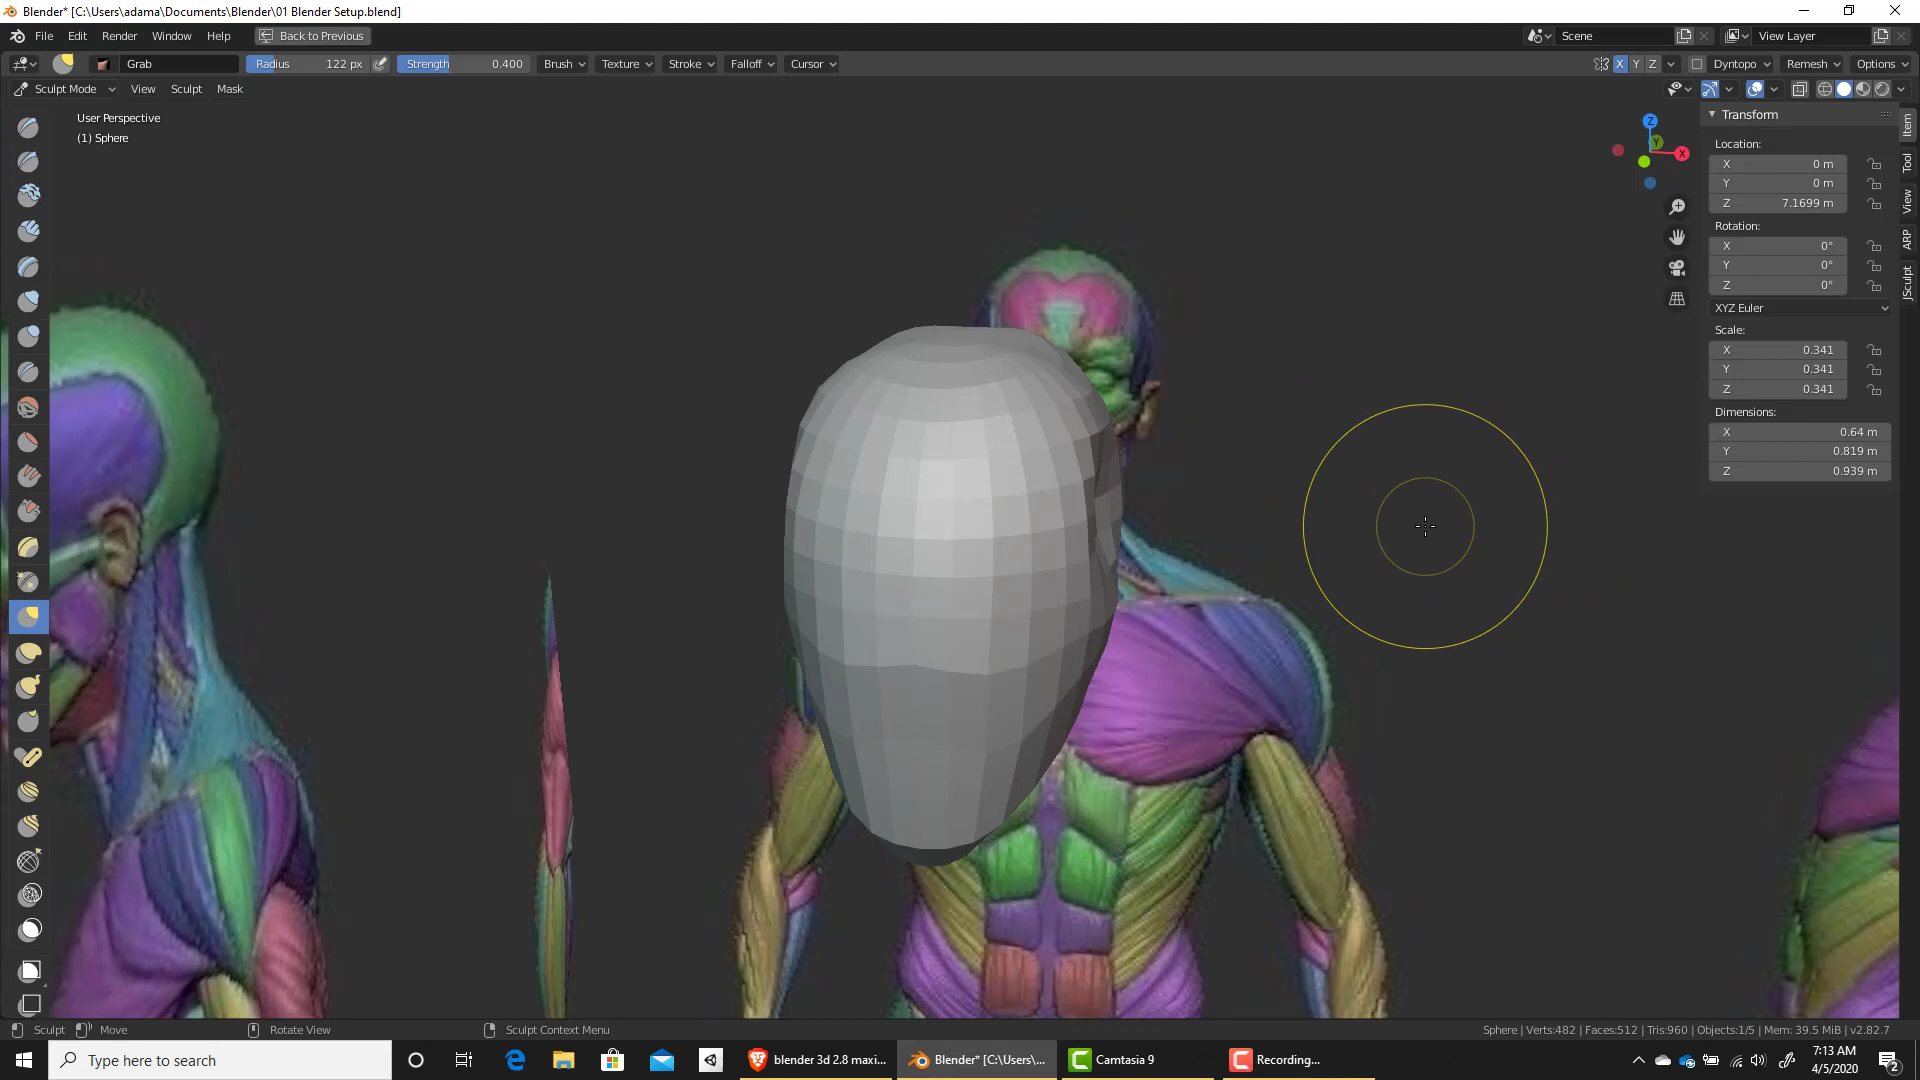 Blender* [C:\Users\adama\Documents\Blender\01 Blender Setup.blend]
File Edit Render Window Help Back to Previous Scene View Layer
Grab Radius 122 px Strength 0.400 Brush Texture Stroke Falloff Cursor X Y Z Dyntopo Remesh Options
Sculpt Mode View Sculpt Mask
User Perspective
(1) Sphere
Z
Y
X
Transform
Location:
X 0 m
Y 0 m
Z 7.1699 m
Rotation:
X 0°
Y 0°
Z 0°
XYZ Euler
Scale:
X 0.341
Y 0.341
Z 0.341
Dimensions:
X 0.64 m
Y 0.819 m
Z 0.939 m
Item
Tool
View
ARP
JSculpt
Sculpt Move Rotate View Sculpt Context Menu Sphere | Verts:482 | Faces:512 | Tris:960 | Objects:1/5 | Mem: 39.5 MiB | v2.82.7
Type here to search blender 3d 2.8 maxi... Blender* [C:\Users\... Camtasia 9 Recording... 7:13 AM
4/5/2020
2